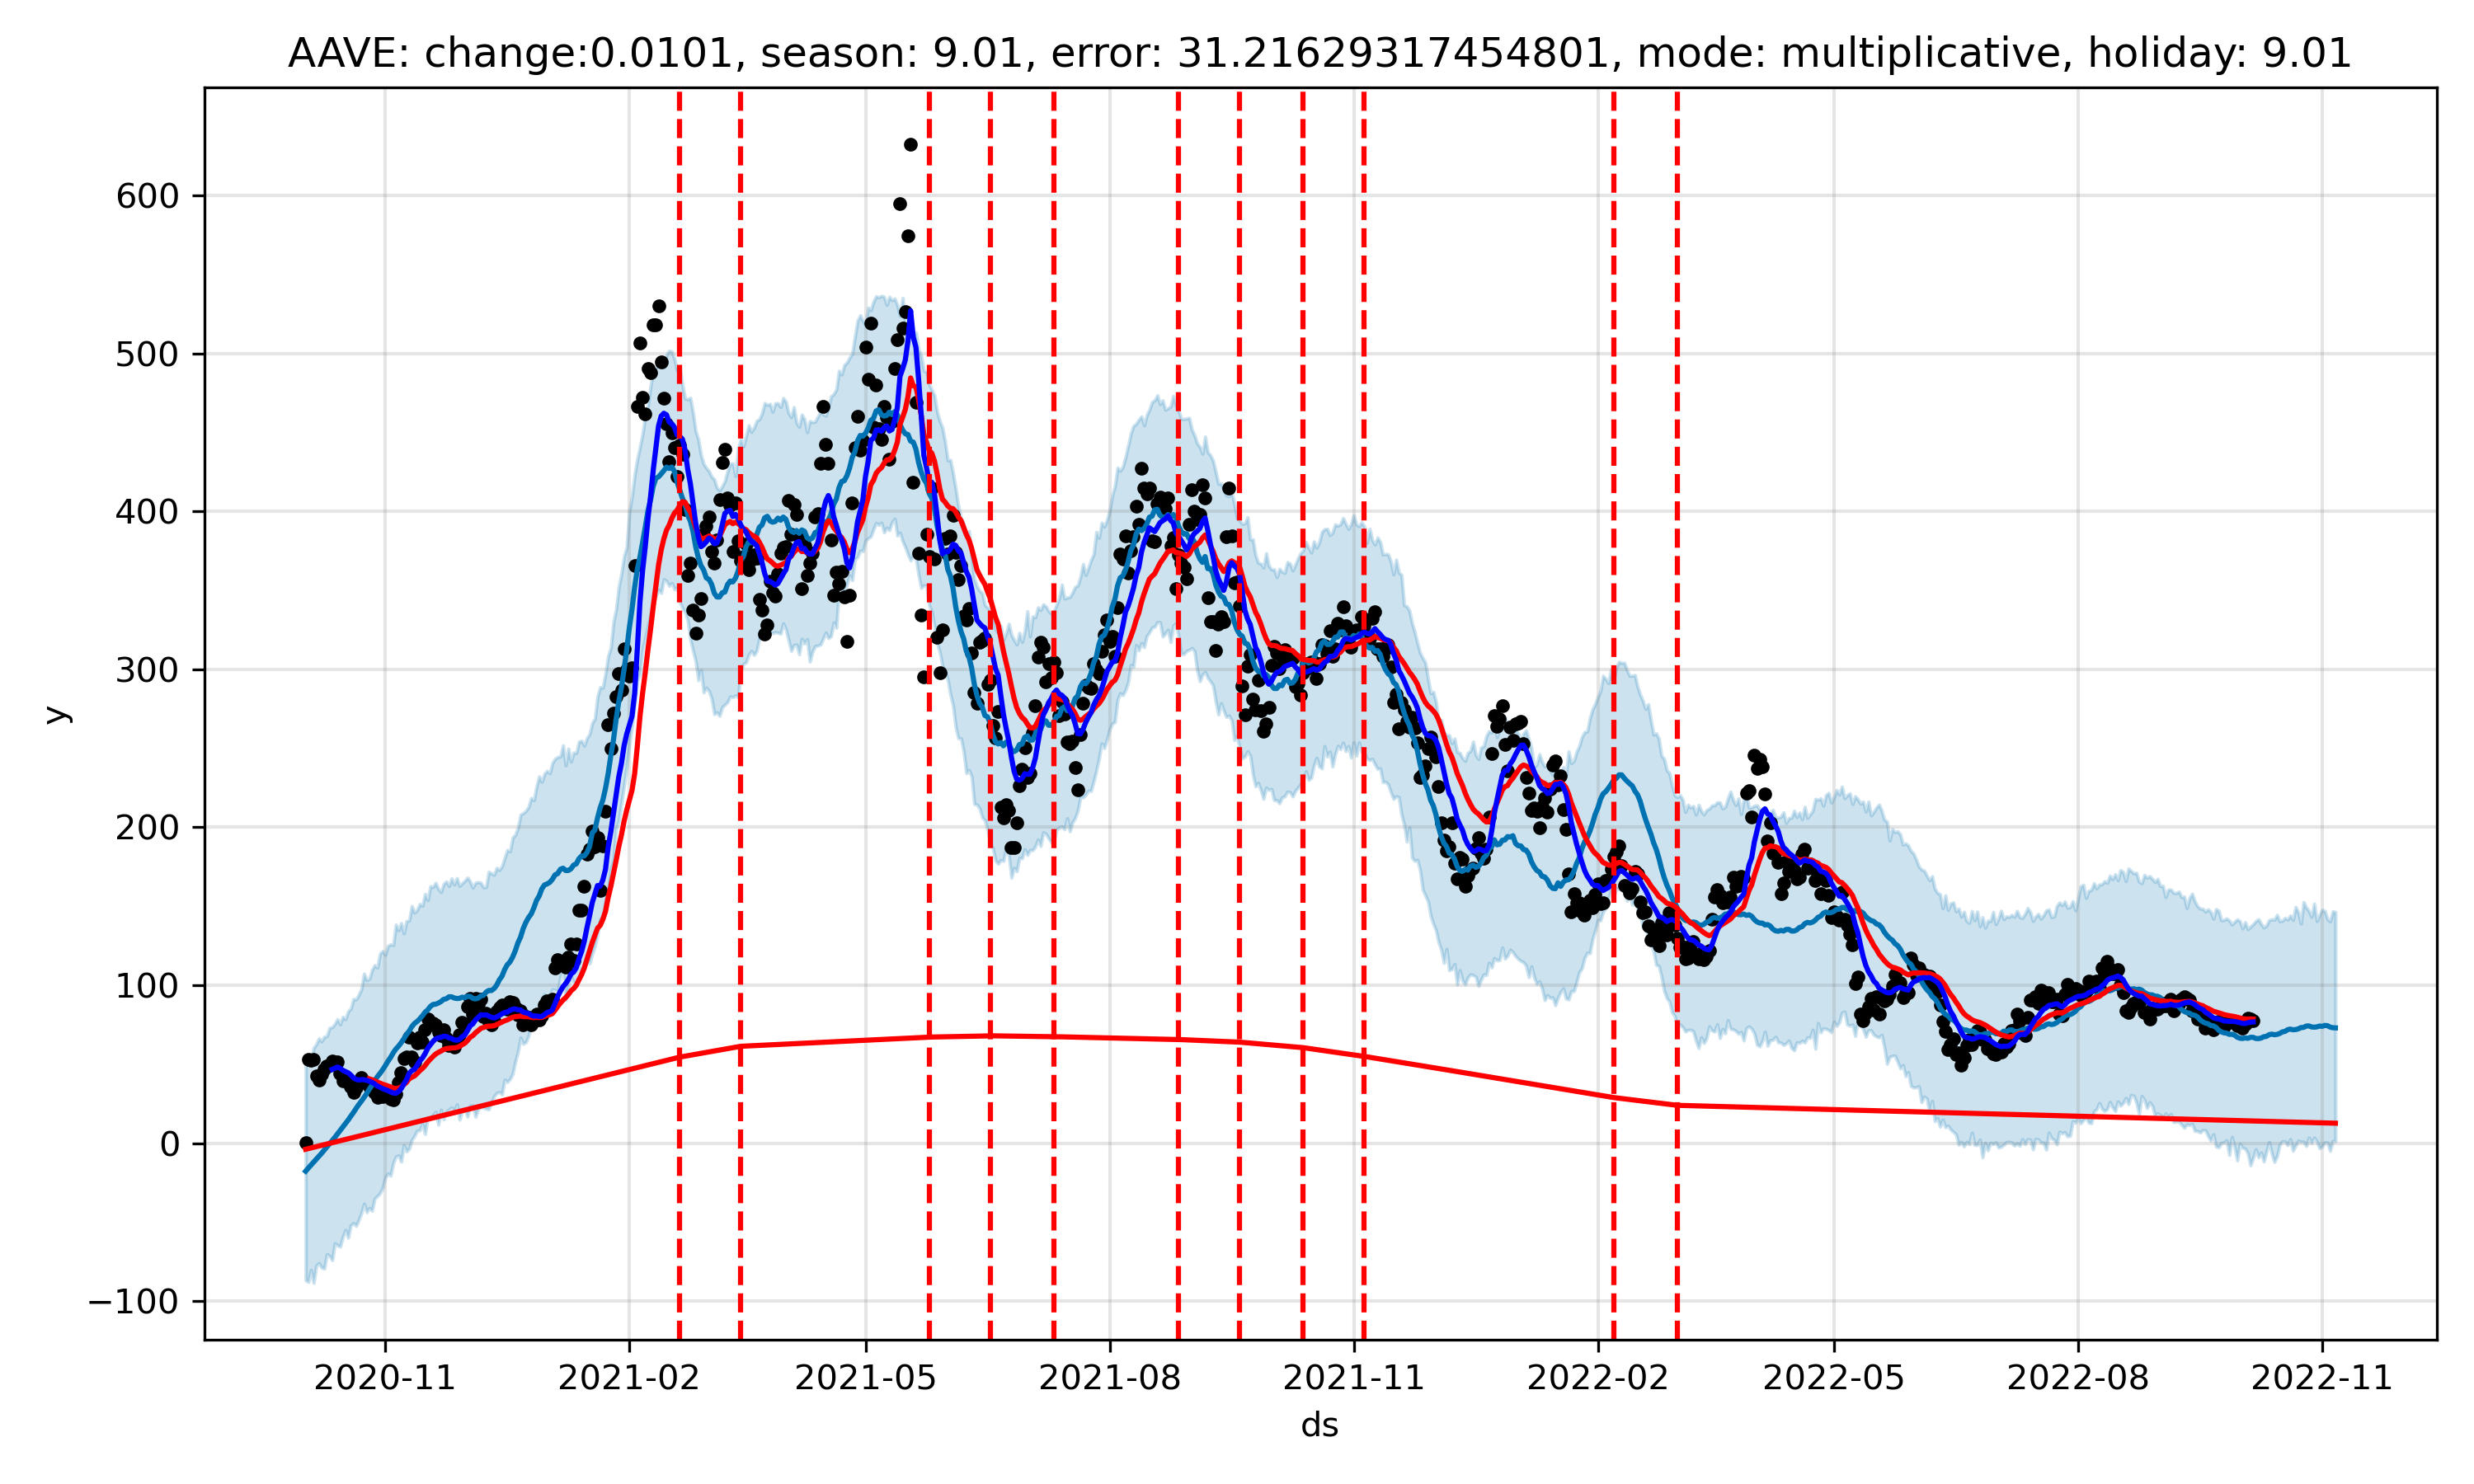 AAVE: change:0.0101, season: 9.01, error: 31.21629317454801, mode: multiplicative, holiday: 9.01
600
500
400
300
200
100
0
−100
y
2020-11 2021-02 2021-05 2021-08 2021-11 2022-02 2022-05 2022-08 2022-11
ds